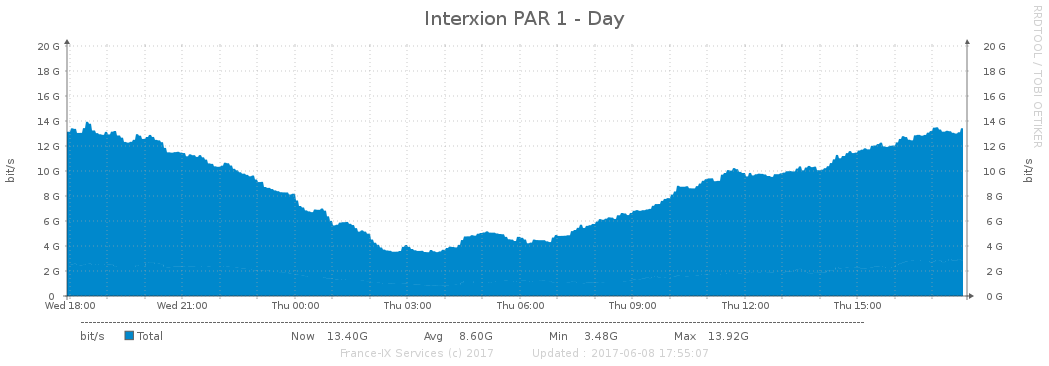 Interxion PAR 1 - Day
RRDTOOL / TOBI OETIKER
bit/s
20 G
18 G
16 G
14 G
12 G
10 G
8 G
6 G
4 G
2 G
0
20 G
18 G
16 G
14 G
12 G
10 G
8 G
6 G
4 G
2 G
0 G
bit/s
Wed 18:00 Wed 21:00 Thu 00:00 Thu 03:00 Thu 06:00 Thu 09:00 Thu 12:00 Thu 15:00
bit/s Total Now 13.40G Avg 8.60G Min 3.48G Max 13.92G
France-IX Services (c) 2017 Updated : 2017-06-08 17:55:07